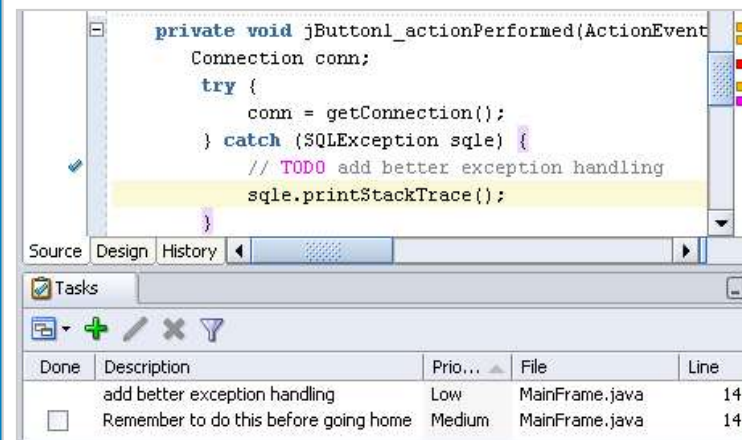 private void jButton1_actionPerformed(ActionEvent
Connection conn;
try {
conn = getConnection();
} catch (SQLException sqle) {
// TODO add better exception handling
sqle.printStackTrace();
}
Source Design History
Tasks
Done Description Prio... File Line
add better exception handling Low MainFrame.java 14
Remember to do this before going home Medium MainFrame.java 14